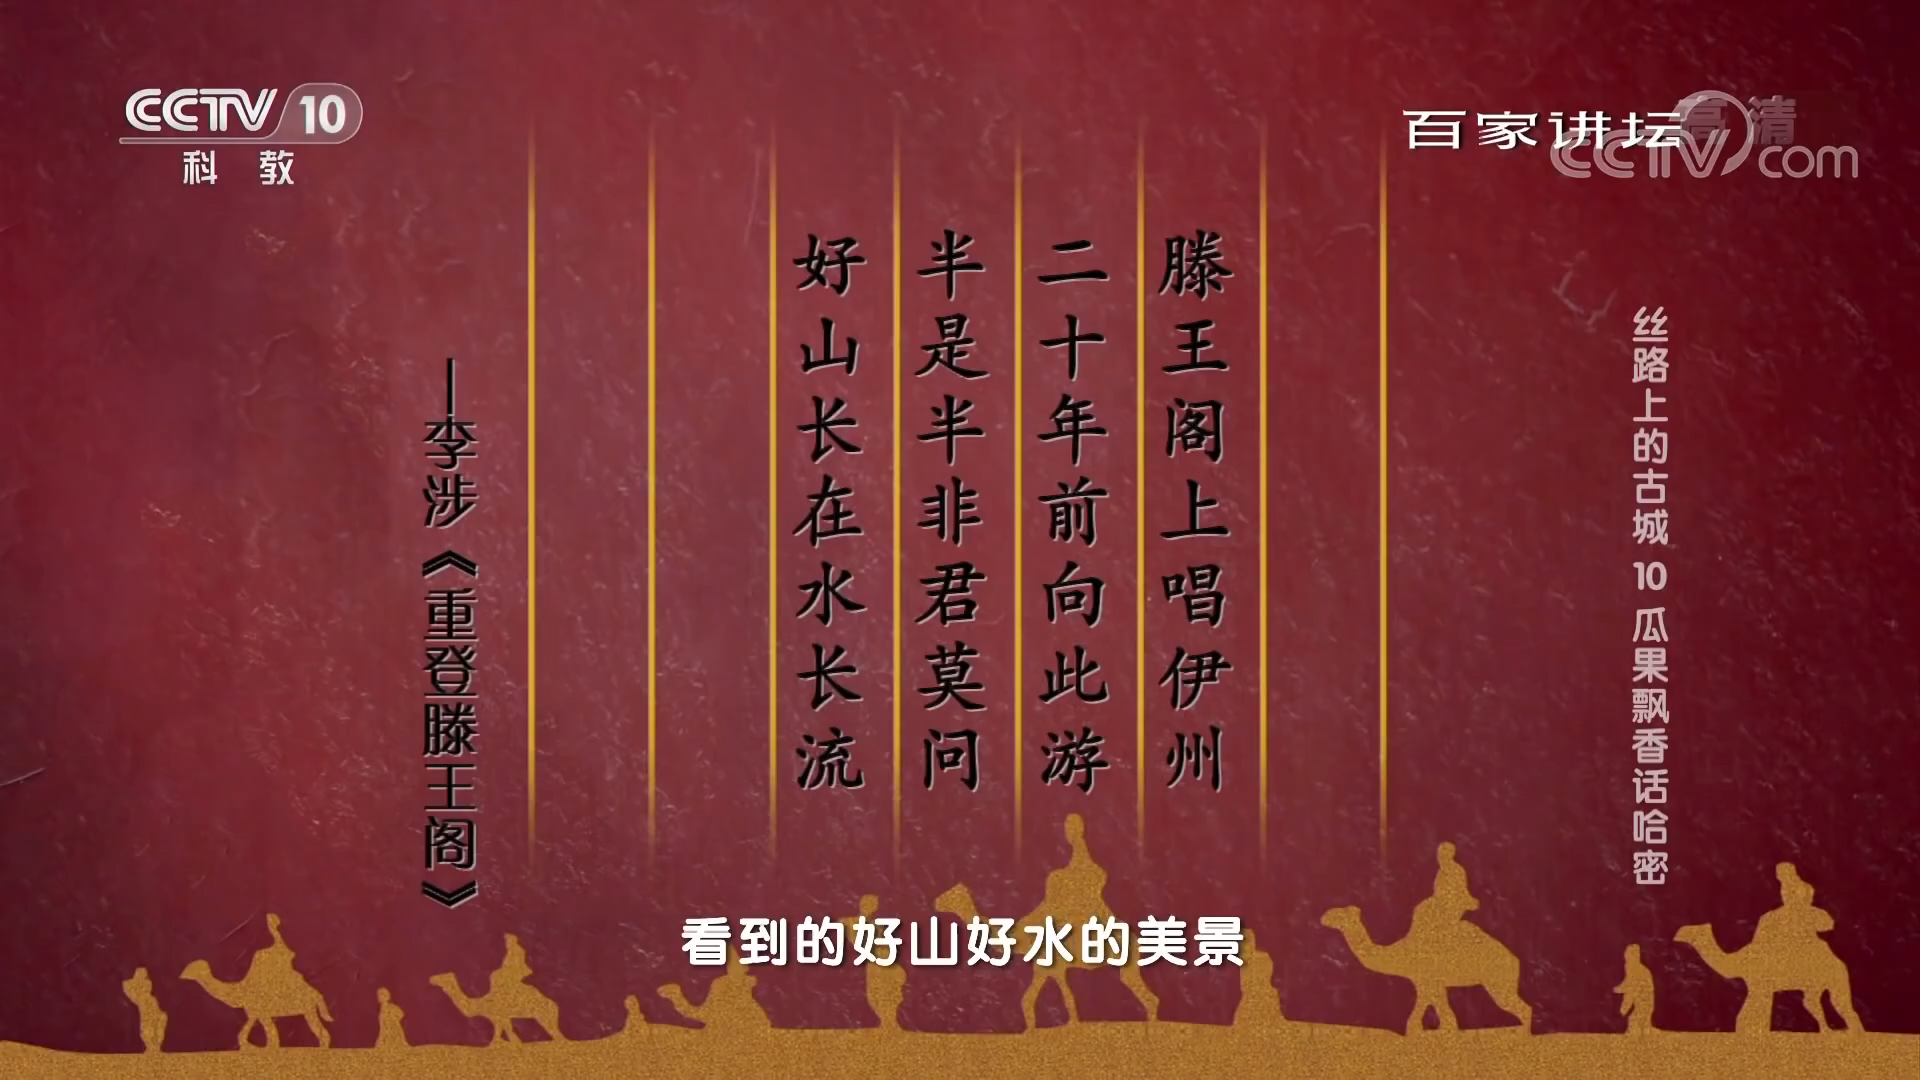 CCTV 10
科 教
百家讲坛
高清
CCTV com
滕王阁上唱伊州
二十年前向此游
半是半非君莫问
好山长在水长流
—李涉《重登滕王阁》
丝路上的古城 10 瓜果飘香话哈密
看到的好山好水的美景